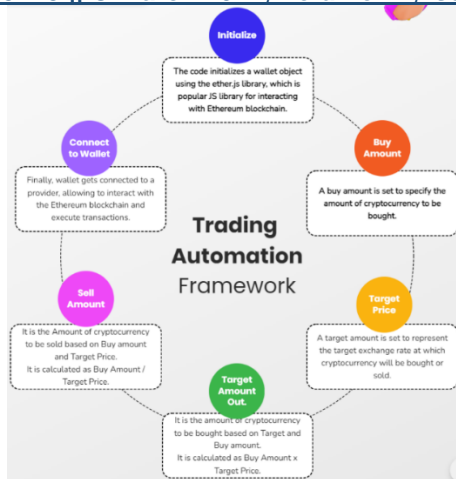 Initialize
The code initializes a wallet object
using the ether.js library, which is
popular JS library for interacting
with Ethereum blockchain.
Buy
Amount
A buy amount is set to specify the
amount of cryptocurrency to be
bought.
Target
Price
A target amount is set to represent
the target exchange rate at which
cryptocurrency will be bought or
sold.
Target
Amount
Out.
It is the amount of cryptocurrency
to be bought based on Target and
Buy amount.
It is calculated as Buy Amount x
Target Price.
Sell
Amount
It is the Amount of cryptocurrency
to be sold based on Buy amount
and Target Price.
It is calculated as Buy Amount /
Target Price.
Connect
to Wallet
Finally, wallet gets connected to a
provider, allowing to interact with
the Ethereum blockchain and
execute transactions.
Trading
Automation
Framework